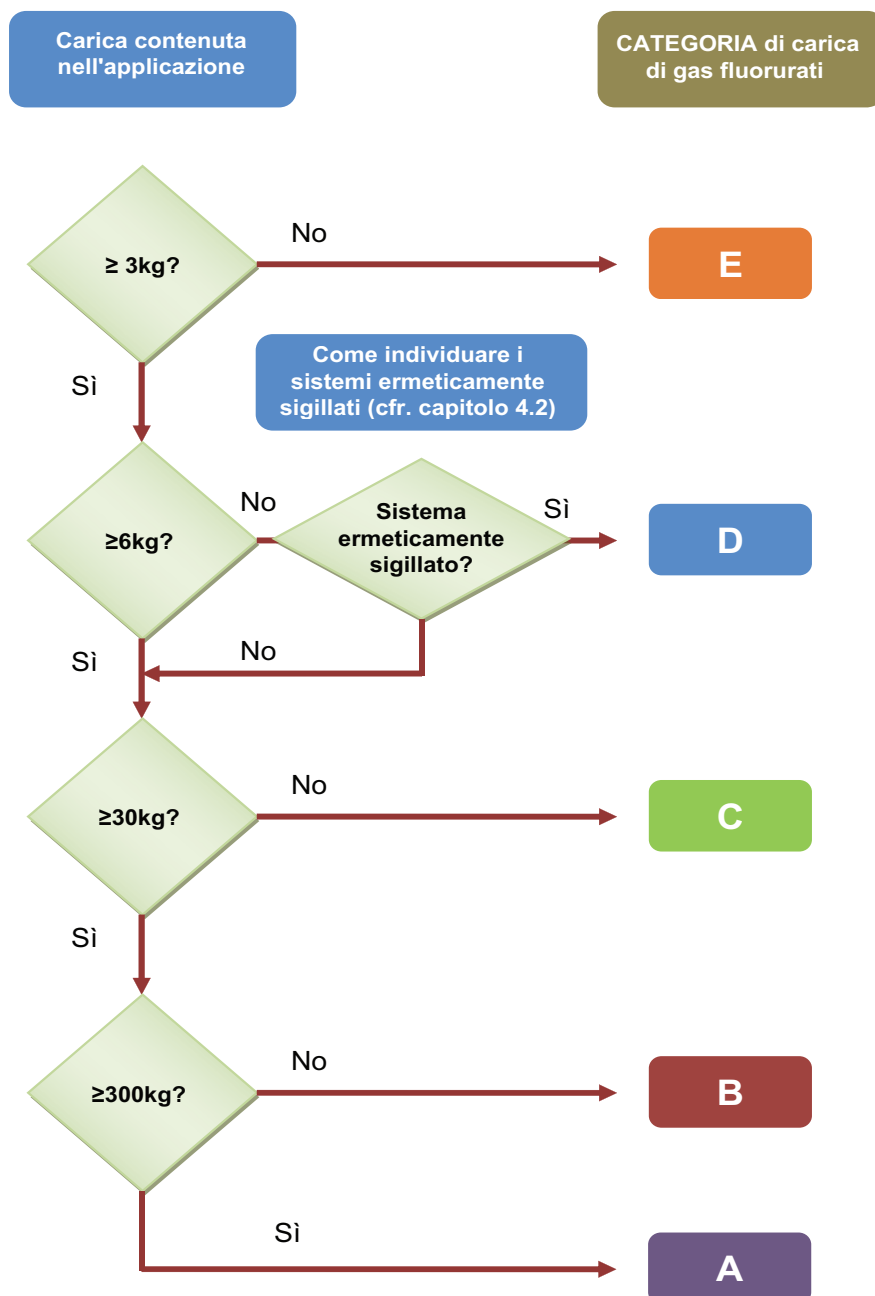 Carica contenuta
nell'applicazione
CATEGORIA di carica
di gas fluorurati
≥ 3kg?
No
E
Sì
Come individuare i
sistemi ermeticamente
sigillati (cfr. capitolo 4.2)
≥6kg?
No
Sistema
ermeticamente
sigillato?
Sì
D
Sì
No
≥30kg?
No
C
Sì
≥300kg?
No
B
Sì
A